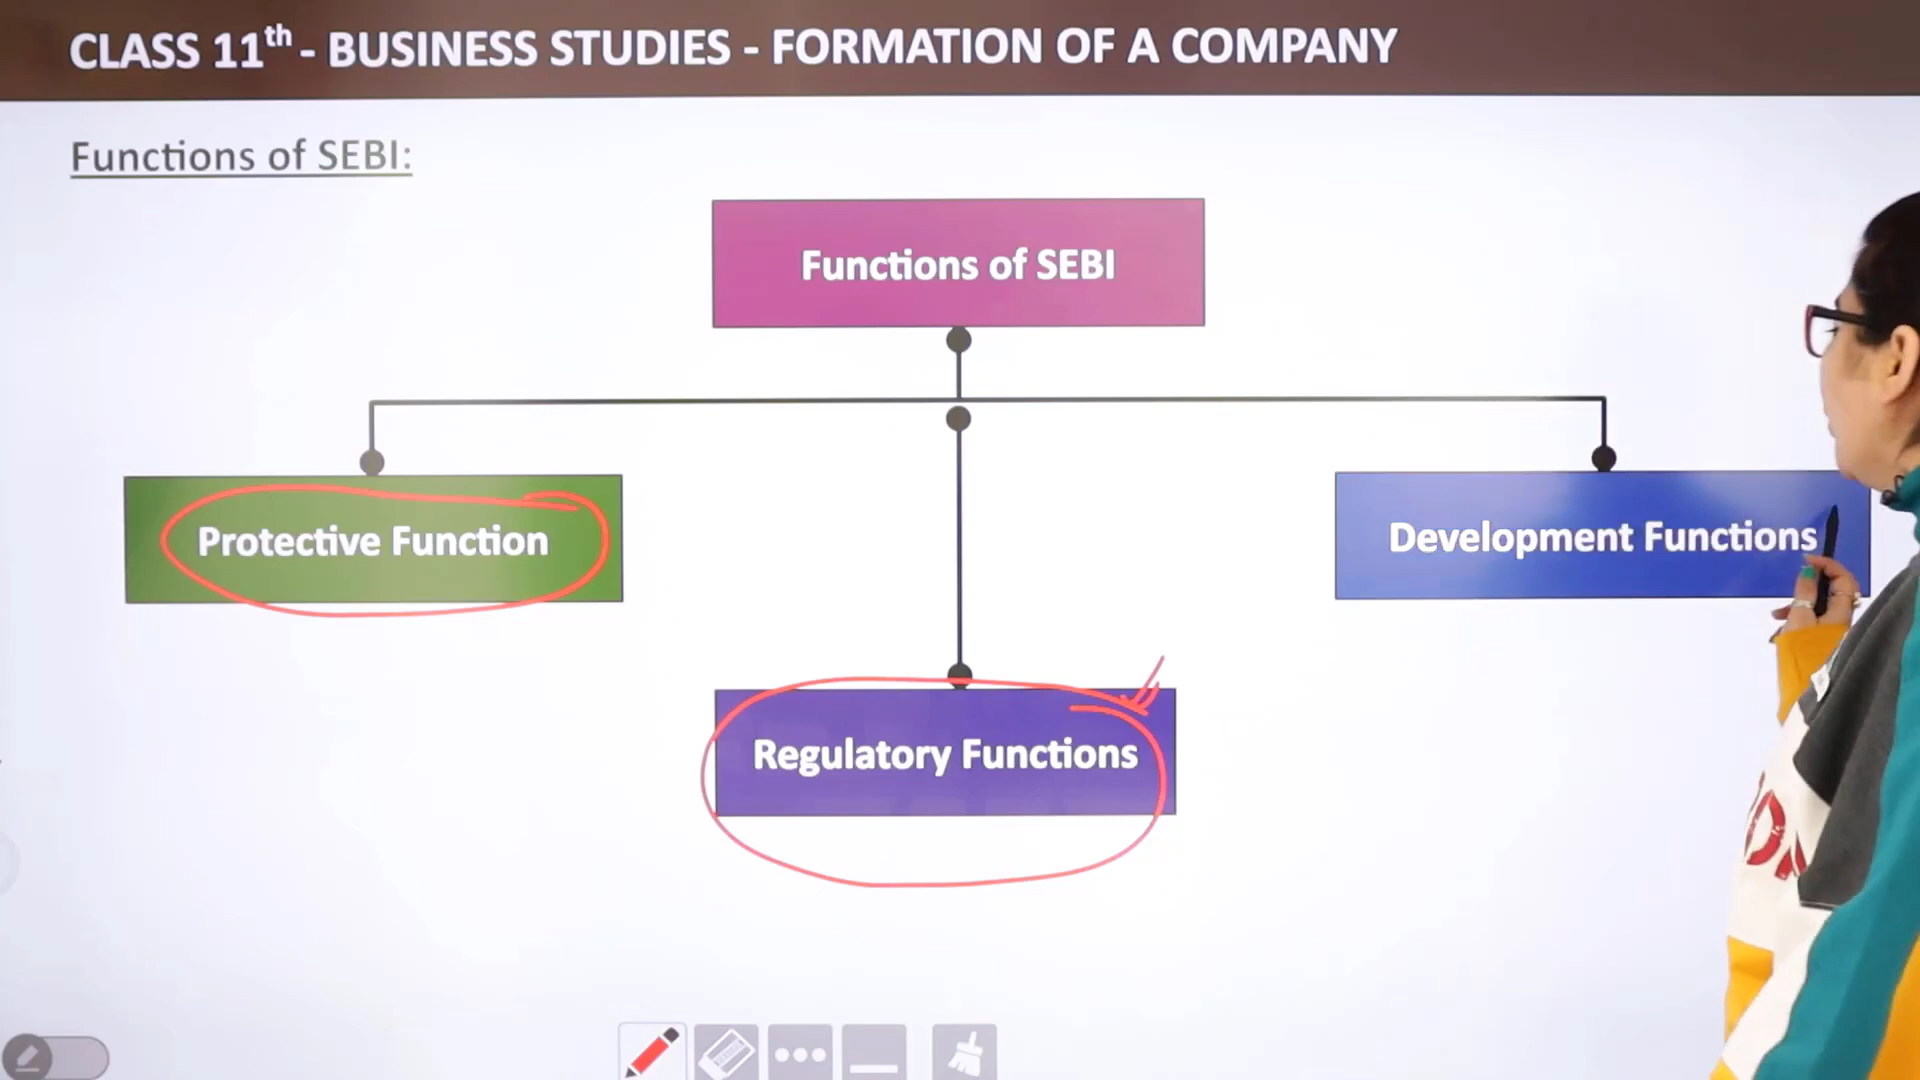 CLASS 11th - BUSINESS STUDIES - FORMATION OF A COMPANY
Functions of SEBI:
Functions of SEBI
Protective Function
Development Functions
Regulatory Functions